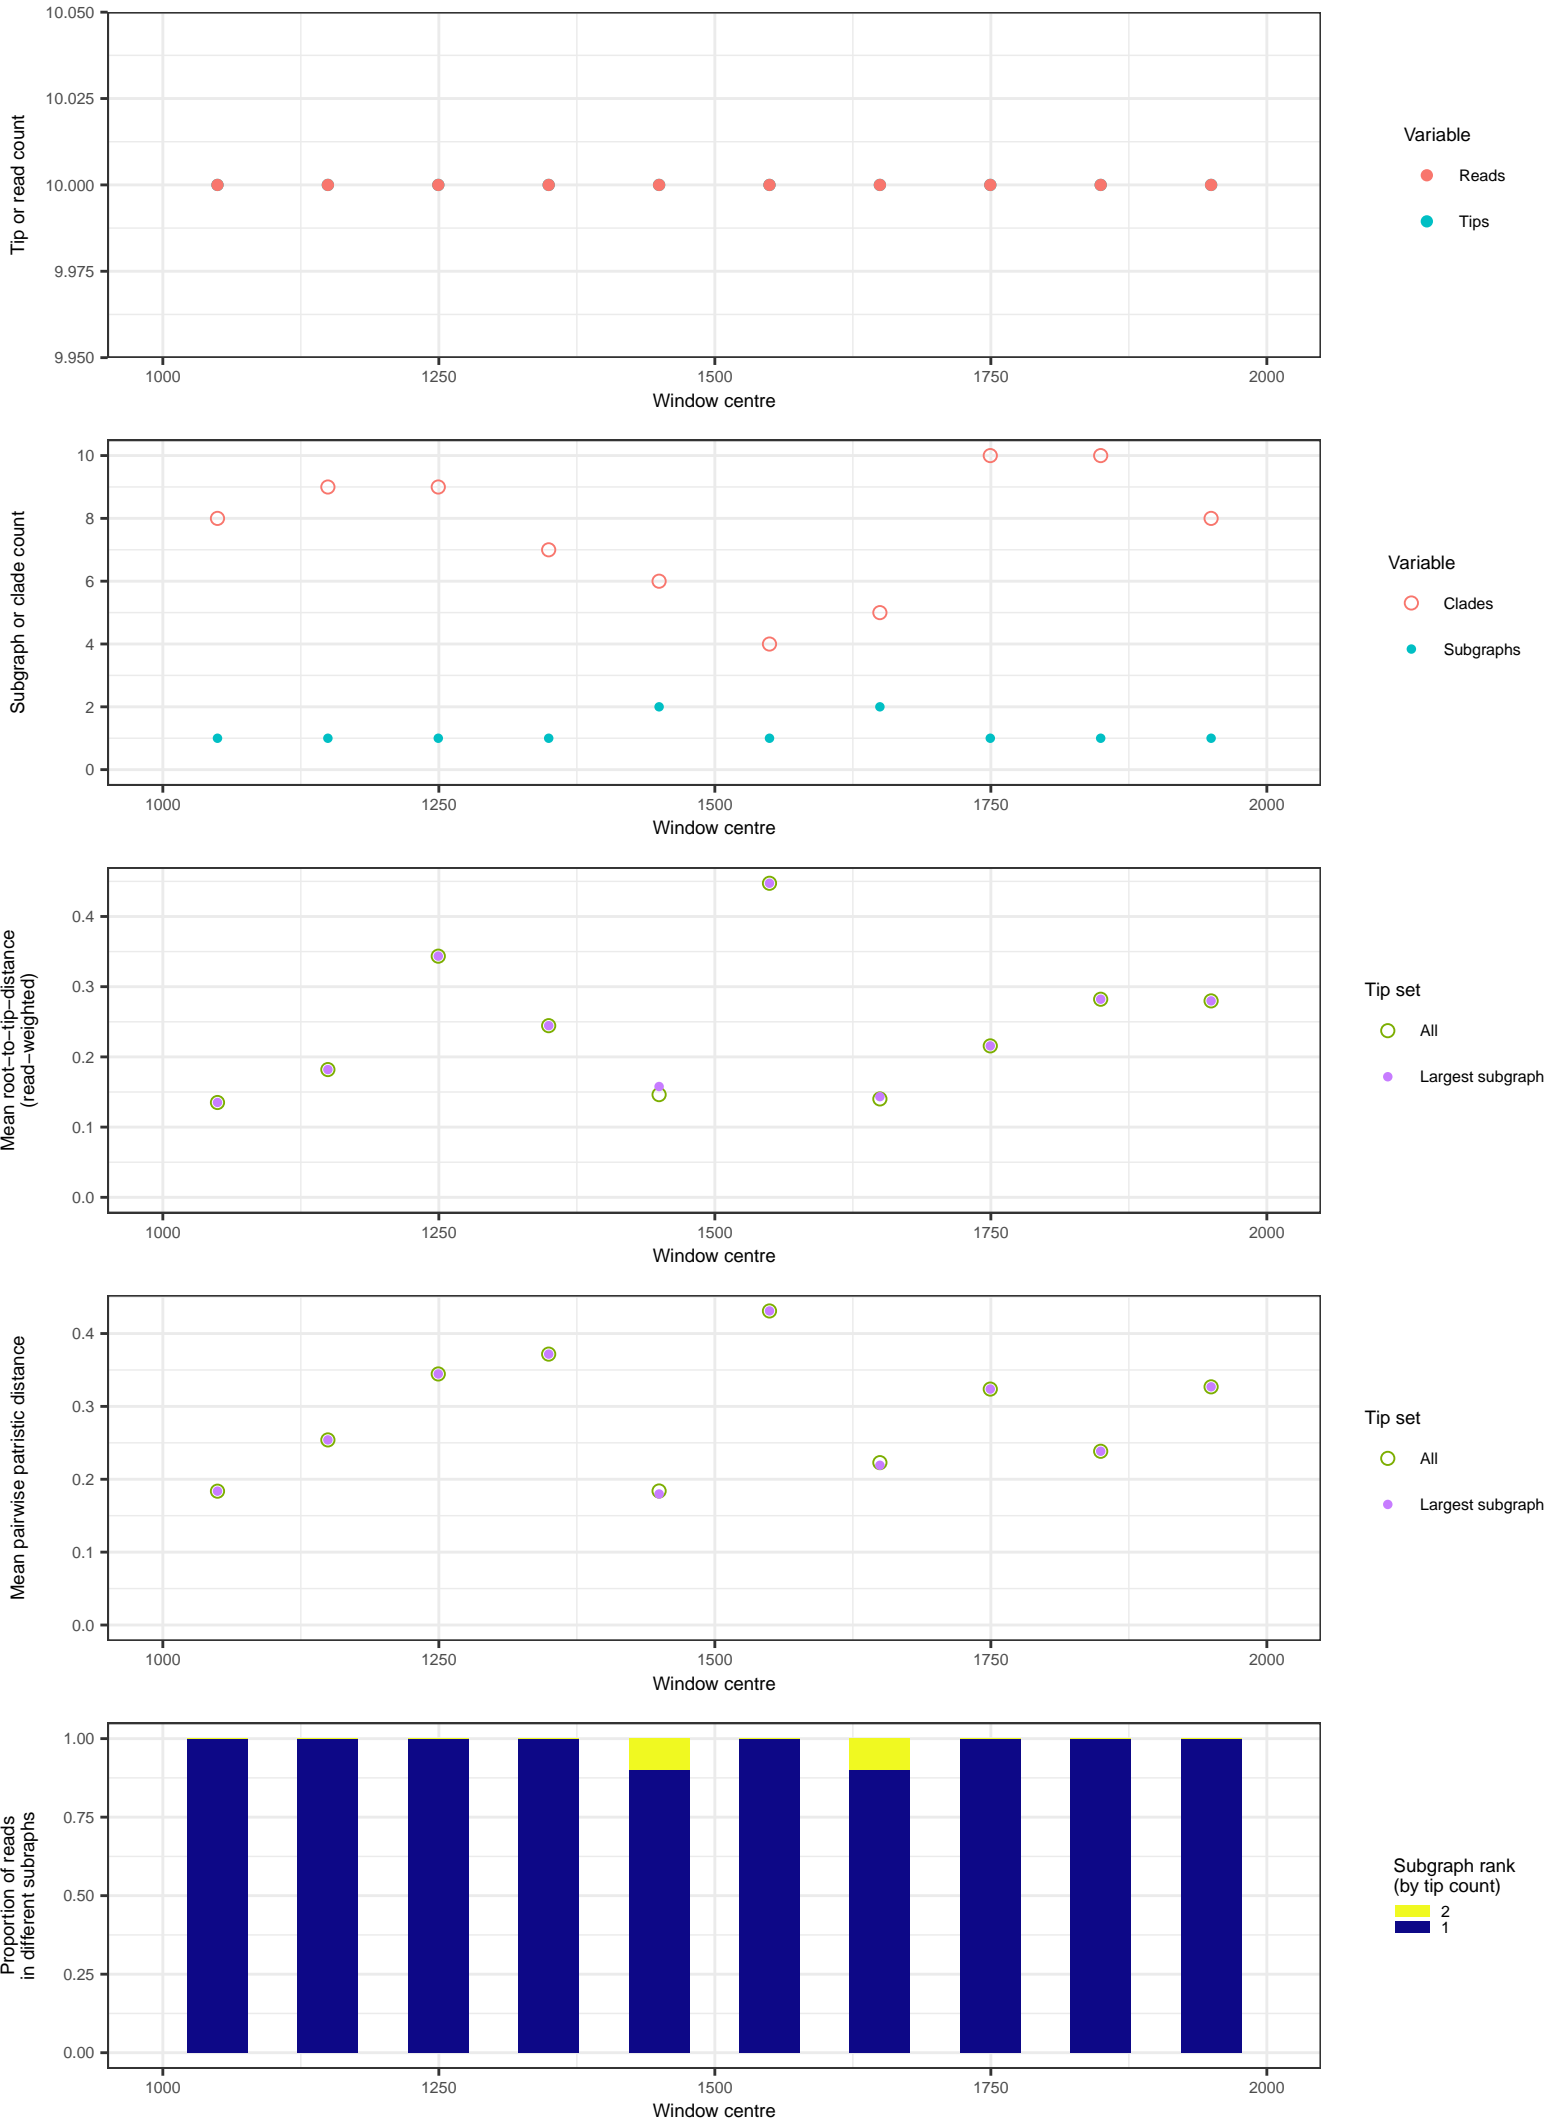 10.050
10.025
10.000
9.975
9.950
Tip or read count
1000 1250 1500 1750 2000
Window centre
Variable
Reads
Tips
10
8
6
4
2
0
Subgraph or clade count
1000 1250 1500 1750 2000
Window centre
Variable
Clades
Subgraphs
0.4
0.3
0.2
0.1
0.0
Mean root−to−tip−distance
(read−weighted)
1000 1250 1500 1750 2000
Window centre
Tip set
All
Largest subgraph
0.4
0.3
0.2
0.1
0.0
Mean pairwise patristic distance
1000 1250 1500 1750 2000
Window centre
Tip set
All
Largest subgraph
1.00
0.75
0.50
0.25
0.00
Proportion of reads
in different subraphs
1000 1250 1500 1750 2000
Window centre
Subgraph rank
(by tip count)
2
1